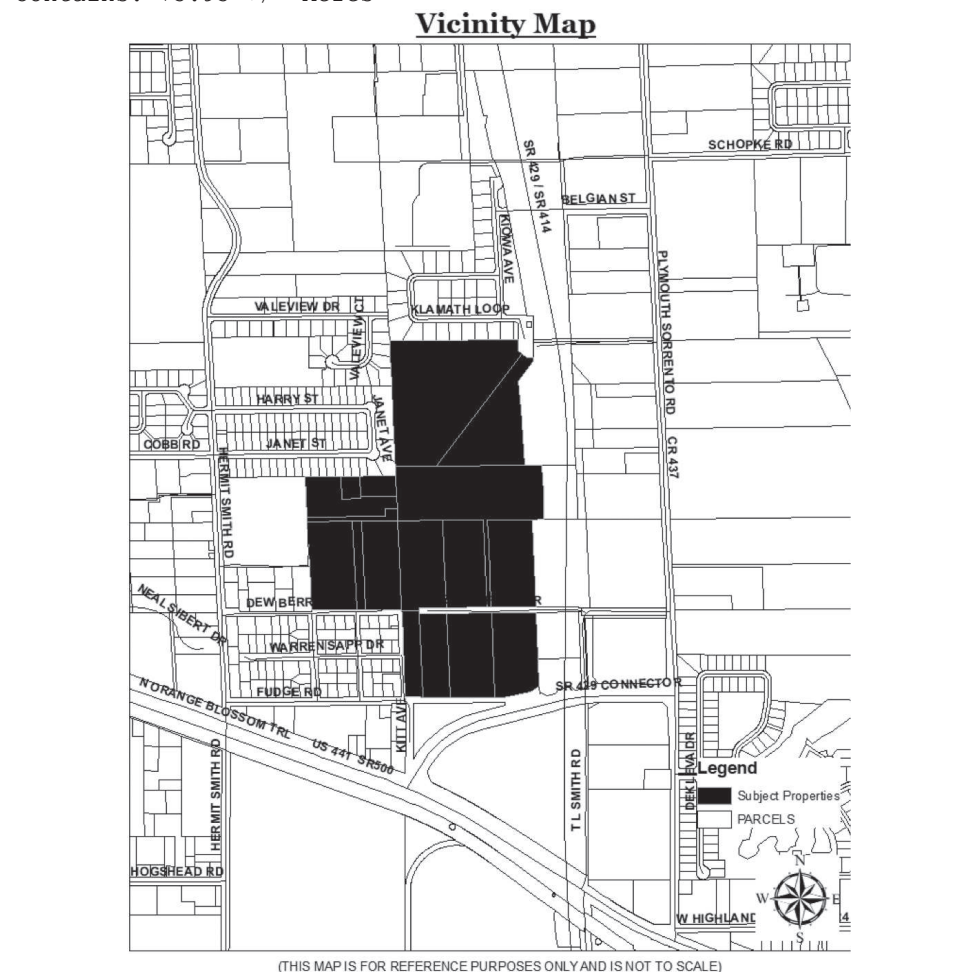 Vicinity Map
SCHOPKE RD
SR 429 / SR 414
BELGIAN ST
KIOWA AVE
PLYMOUTH SORRENTO RD
VALEVIEW DR
VALEVIEW CT
KLAMATH LOOP
HARRY ST
JANET AVE
COBB RD
JANET ST
CR 437
HERMIT SMITH RD
NEAL SIBERT DR
DEW BERR
R
WARREN SAPP DR
FUDGE RD
SR 429 CONNECTOR
N ORANGE BLOSSOM TRL
US 441 SR500
KITT AVE
HERMIT SMITH RD
T L SMITH RD
DEKLEVA DR
Legend
Subject Properties
PARCELS
HOGSHEAD RD
N
W E
S
W HIGHLAND
4
(THIS MAP IS FOR REFERENCE PURPOSES ONLY AND IS NOT TO SCALE)